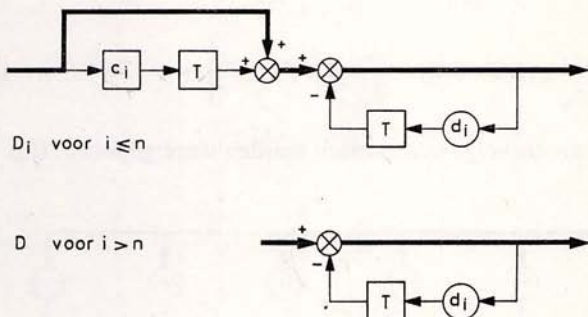 +
c_i T + + 
−
T d_i
D_i voor i ≤ n
D voor i > n
+
−
T d_i